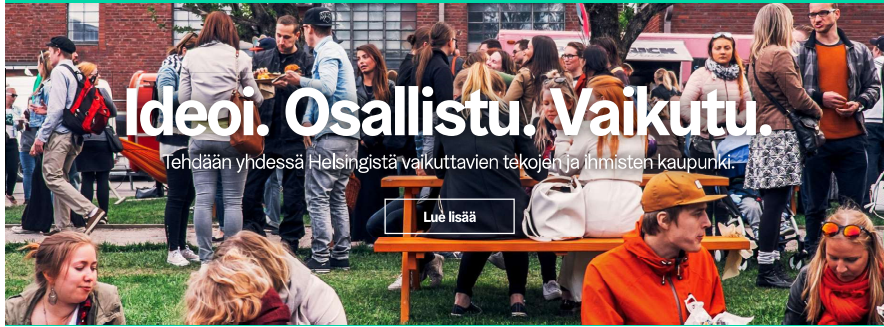 Ideoi. Osallistu. Vaikutu.
Tehdään yhdessä Helsingistä vaikuttavien tekojen ja ihmisten kaupunki.
Lue lisää